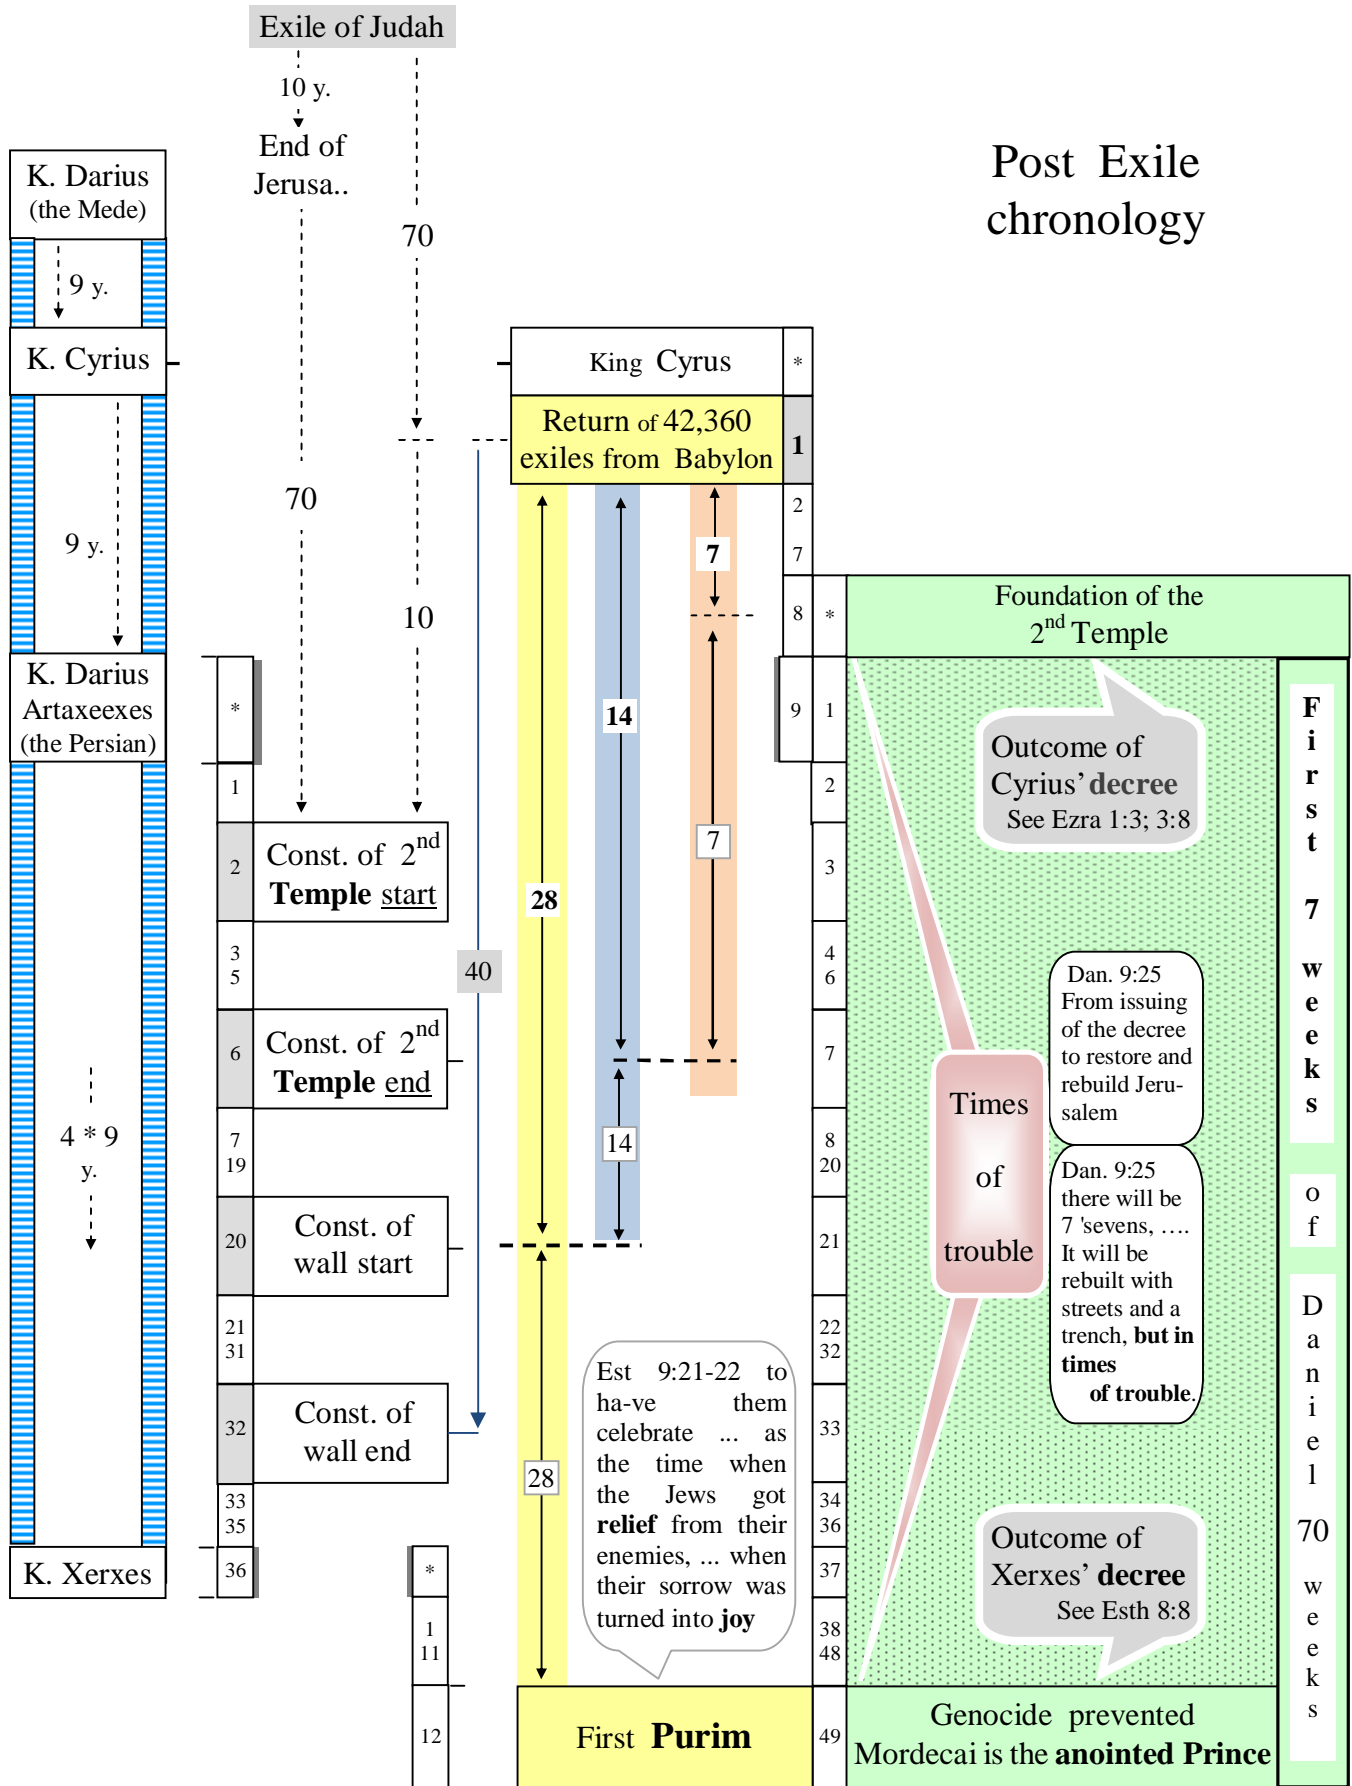 Exile of Judah
10 y.
End of
Jerusa..
Post Exile
chronology
K. Darius
(the Mede)
70
9 y.
K. Cyrius
King Cyrus
*
Return of 42,360
exiles from Babylon
1
70
2
7
9 y.
7
10
8
*
Foundation of the
2nd Temple
K. Darius
Artaxeexes
(the Persian)
*
14
9
1
Outcome of
Cyrius’ decree
See Ezra 1:3; 3:8
1
2
2
Const. of 2nd
Temple start
7
3
28
3
5
40
4
6
6
Const. of 2nd
Temple end
7
Times
of
trouble
Dan. 9:25
From issuing
of the decree
to restore and
rebuild Jeru-
salem
4 * 9
y.
7
19
14
8
20
Dan. 9:25
there will be
7 'sevens, ....
It will be
rebuilt with
streets and a
trench, but in
times
of trouble.
20
Const. of
wall start
21
21
31
22
32
32
Const. of
wall end
33
28
Est 9:21-22 to
ha-ve them
celebrate ... as
the time when
the Jews got
relief from their
enemies, ... when
their sorrow was
turned into joy
33
35
34
36
K. Xerxes
36
*
37
Outcome of
Xerxes’ decree
See Esth 8:8
1
11
38
48
12
First Purim
49
Genocide prevented
Mordecai is the anointed Prince
First 7 weeks of Daniel 70 weeks